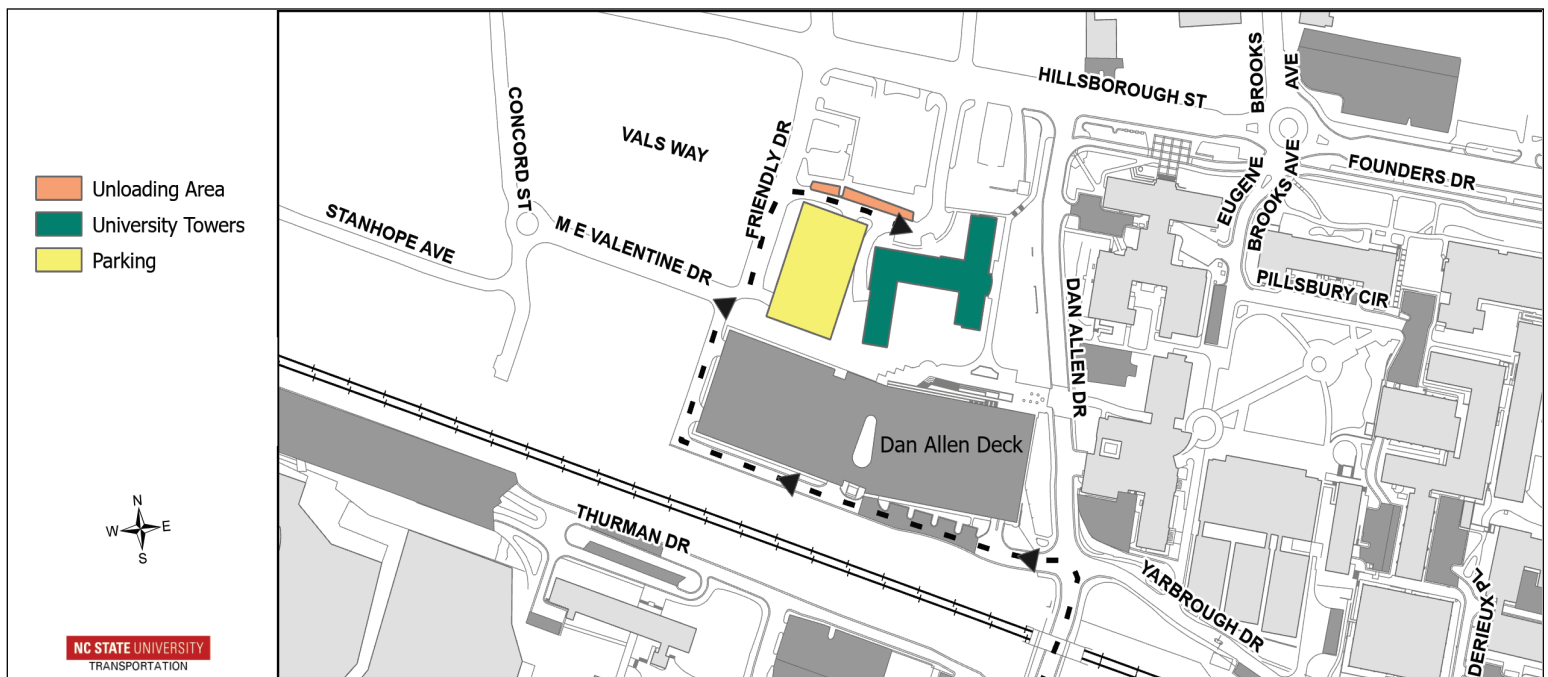 Unloading Area
University Towers
Parking
N
W
E
S
NC STATE UNIVERSITY
TRANSPORTATION
HILLSBOROUGH ST
BROOKS
AVE
CONCORD ST
VALS WAY
FRIENDLY DR
FOUNDERS DR
EUGENE
BROOKS AVE
STANHOPE AVE
M E VALENTINE DR
PILLSBURY CIR
DAN ALLEN DR
Dan Allen Deck
THURMAN DR
YARBROUGH DR
DERIEUX PL